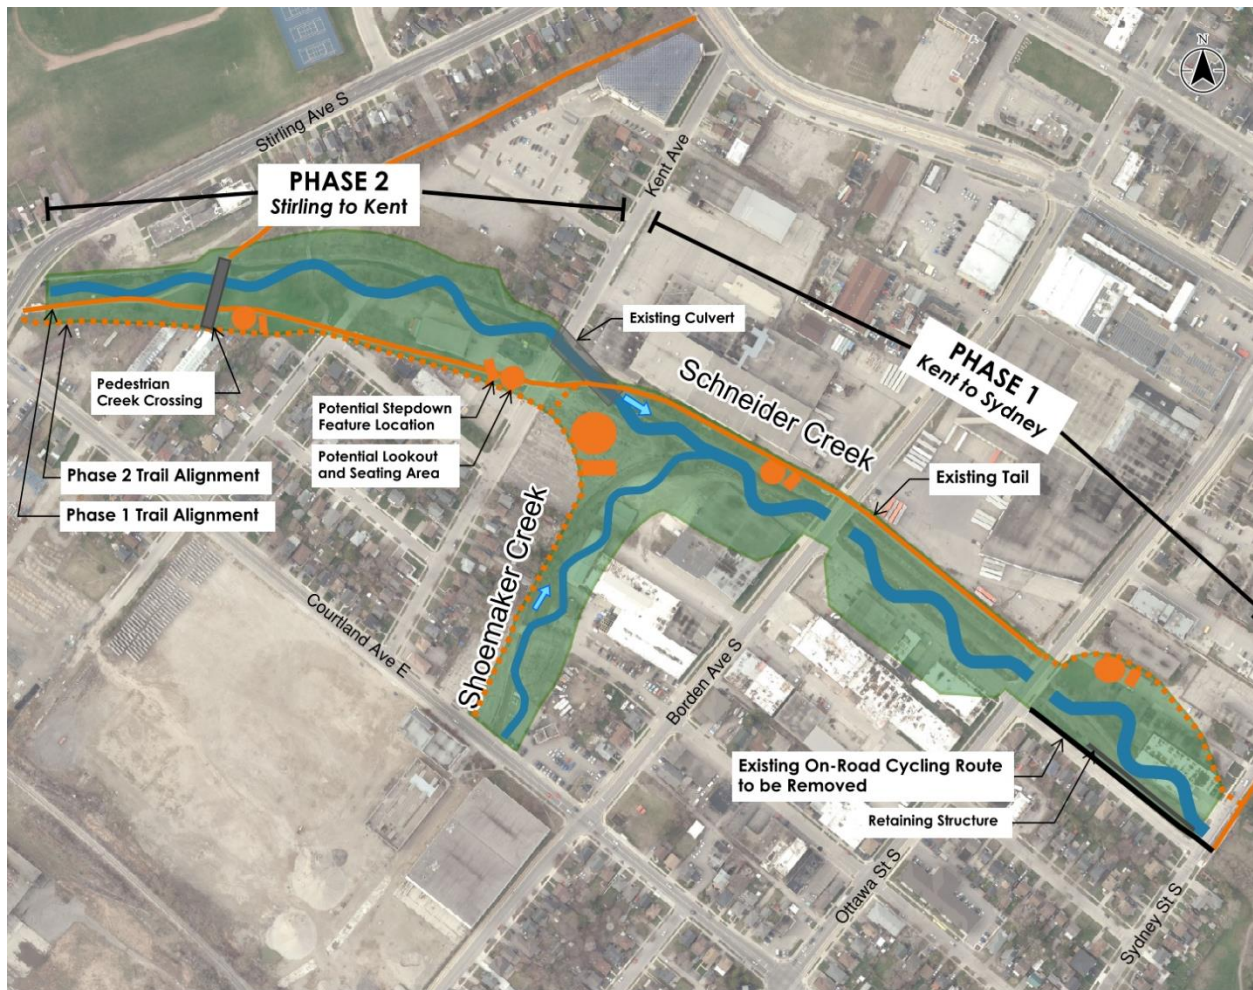 N
Stirling Ave S
Kent Ave
PHASE 2
Stirling to Kent
Existing Culvert
PHASE 1
Kent to Sydney
Schneider Creek
Pedestrian
Creek Crossing
Potential Stepdown
Feature Location
Potential Lookout
and Seating Area
Phase 2 Trail Alignment
Phase 1 Trail Alignment
Existing Tail
Shoemaker Creek
Courtland Ave E
Borden Ave S
Existing On-Road Cycling Route
to be Removed
Retaining Structure
Ottawa St S
Sydney St S